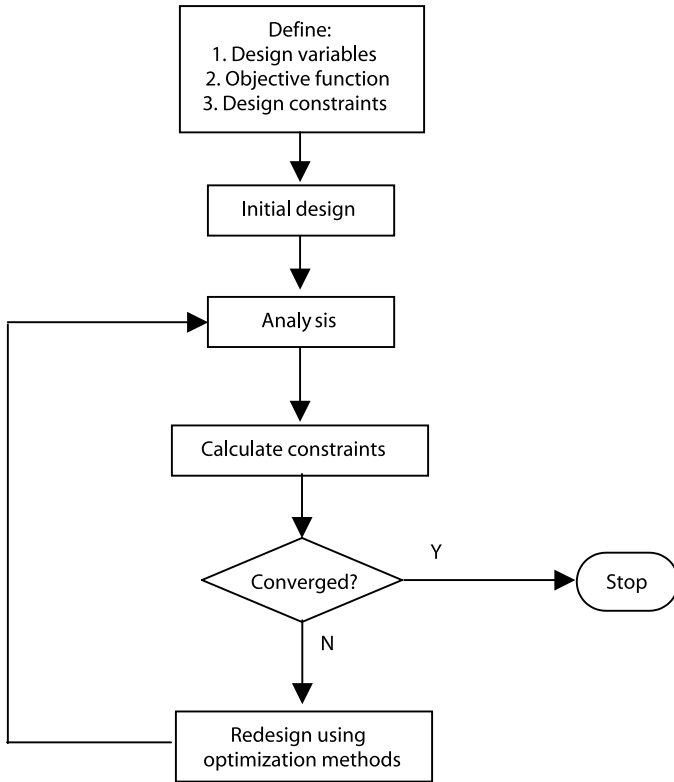 Define:
1. Design variables
2. Objective function
3. Design constraints
Initial design
Analy sis
Calculate constraints
Converged?
Y
Stop
N
Redesign using
optimization methods